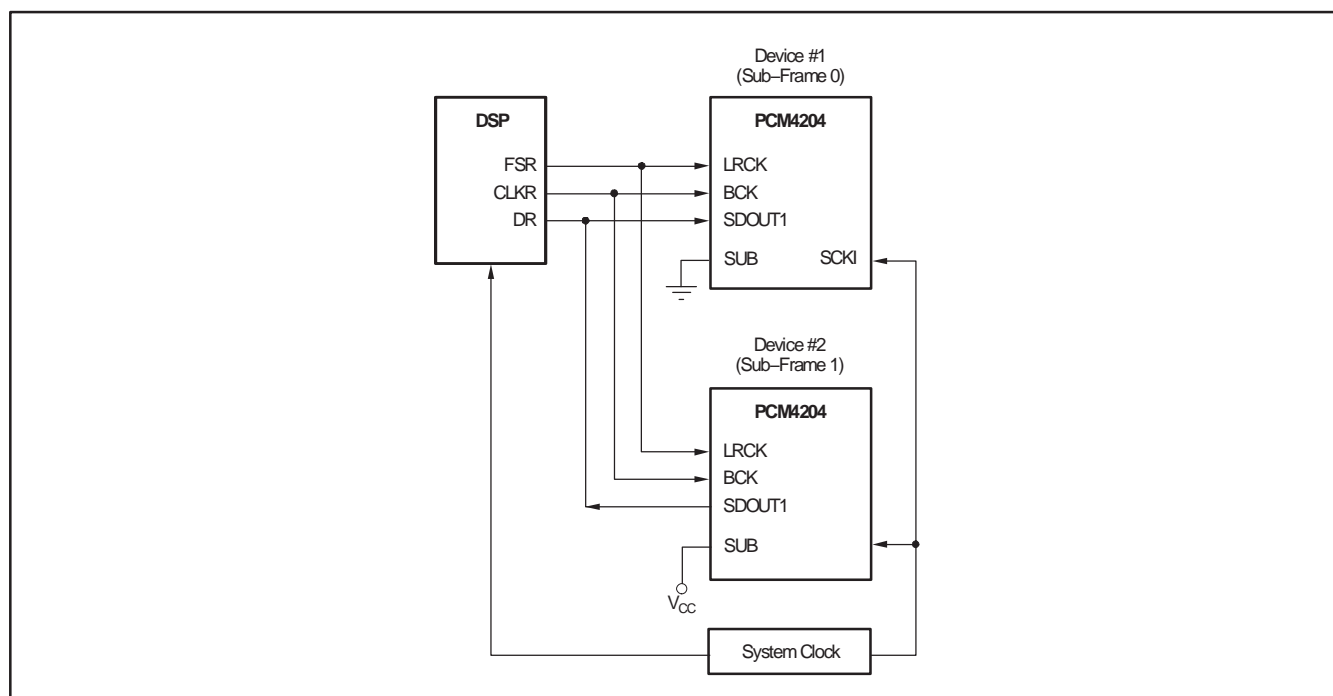 Device #1
(Sub–Frame 0)
DSP
FSR
CLKR
DR
PCM4204
LRCK
BCK
SDOUT1
SUB
SCKI
Device #2
(Sub–Frame 1)
PCM4204
LRCK
BCK
SDOUT1
SUB
VCC
System Clock